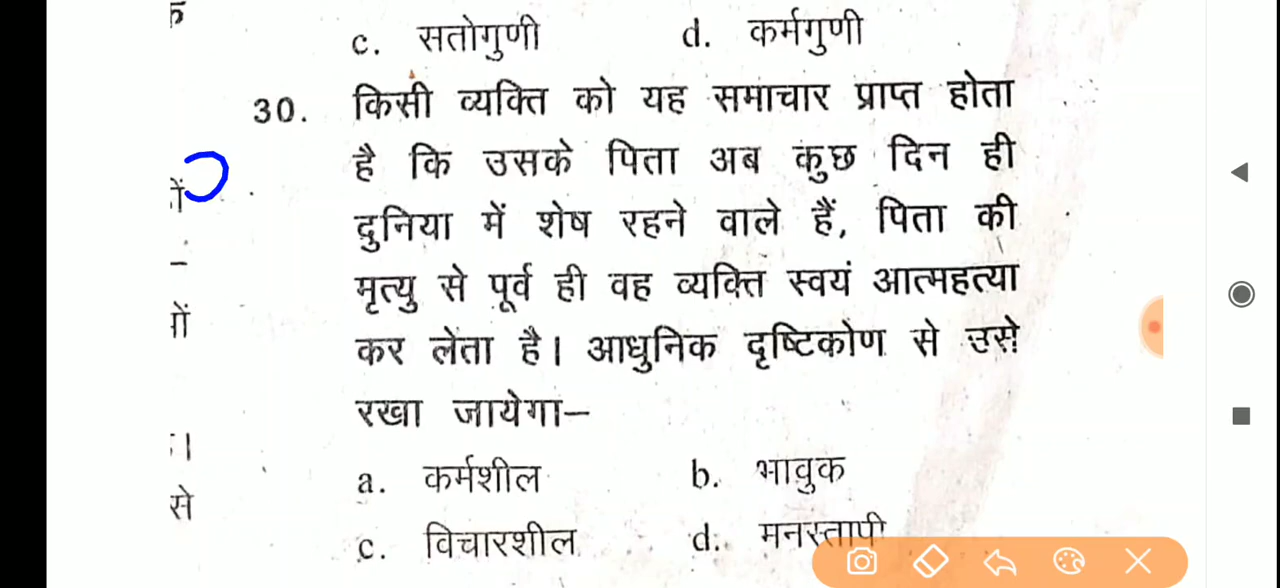 c. सतोगुणी d. कर्मगुणी
30. किसी व्यक्ति को यह समाचार प्राप्त होता
है कि उसके पिता अब कुछ दिन ही
दुनिया में शेष रहने वाले हैं, पिता की
मृत्यु से पूर्व ही वह व्यक्ति स्वयं आत्महत्या
कर लेता है। आधुनिक दृष्टिकोण से उसे
रखा जायेगा–
a. कर्मशील b. भावुक
c. विचारशील d. मनस्तापी
से